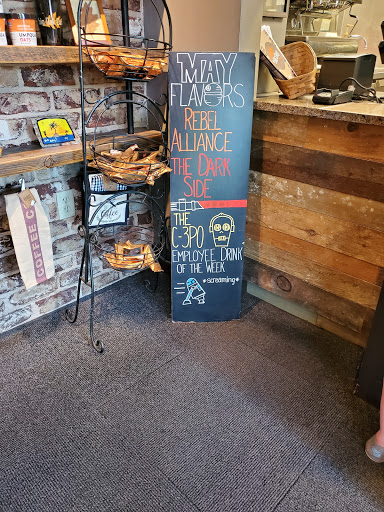 MAY
FLAVORS
REBEL
ALLIANCE
THE DARK
SIDE
THE
C-3PO
EMPLOYEE DRINK
OF THE WEEK
*screaming*
COFFEE